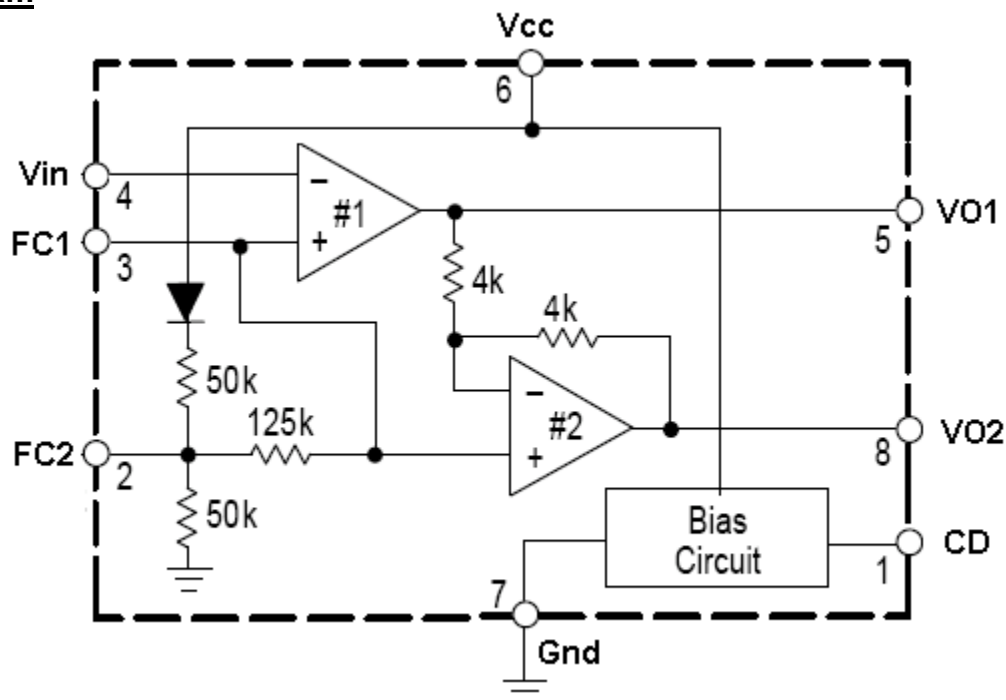 Vcc
6
Vin
4
−
#1
+
VO1
5
FC1
3
4k
4k
50k
125k
−
#2
+
FC2
2
VO2
8
50k
Bias
Circuit
CD
1
7
Gnd